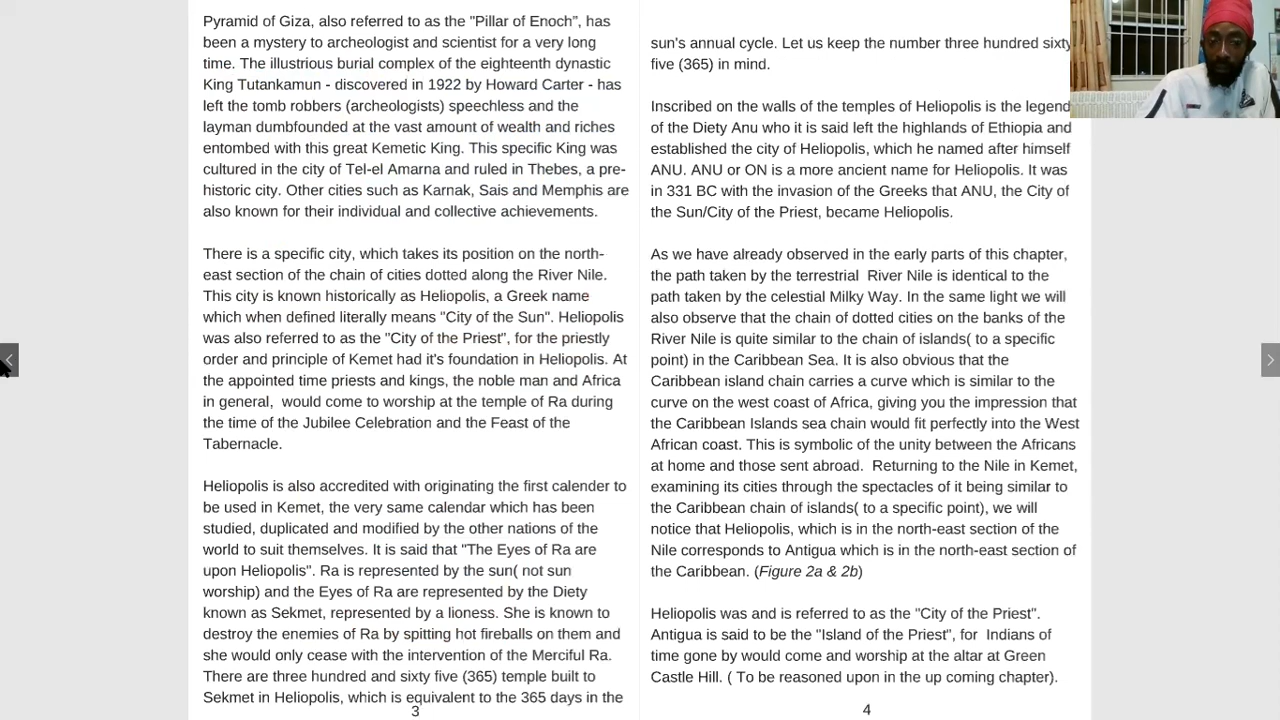 Pyramid of Giza, also referred to as the "Pillar of Enoch", has
been a mystery to archeologist and scientist for a very long
time. The illustrious burial complex of the eighteenth dynastic
King Tutankamun - discovered in 1922 by Howard Carter - has
left the tomb robbers (archeologists) speechless and the
layman dumbfounded at the vast amount of wealth and riches
entombed with this great Kemetic King. This specific King was
cultured in the city of Tel-el Amarna and ruled in Thebes, a pre-
historic city. Other cities such as Karnak, Sais and Memphis are
also known for their individual and collective achievements.
There is a specific city, which takes its position on the north-
east section of the chain of cities dotted along the River Nile.
This city is known historically as Heliopolis, a Greek name
which when defined literally means "City of the Sun". Heliopolis
was also referred to as the "City of the Priest", for the priestly
order and principle of Kemet had it's foundation in Heliopolis. At
the appointed time priests and kings, the noble man and Africa
in general, would come to worship at the temple of Ra during
the time of the Jubilee Celebration and the Feast of the
Tabernacle.
Heliopolis is also accredited with originating the first calender to
be used in Kemet, the very same calendar which has been
studied, duplicated and modified by the other nations of the
world to suit themselves. It is said that "The Eyes of Ra are
upon Heliopolis". Ra is represented by the sun( not sun
worship) and the Eyes of Ra are represented by the Diety
known as Sekmet, represented by a lioness. She is known to
destroy the enemies of Ra by spitting hot fireballs on them and
she would only cease with the intervention of the Merciful Ra.
There are three hundred and sixty five (365) temple built to
Sekmet in Heliopolis, which is equivalent to the 365 days in the
3
sun's annual cycle. Let us keep the number three hundred sixty
five (365) in mind.
Inscribed on the walls of the temples of Heliopolis is the legend
of the Diety Anu who it is said left the highlands of Ethiopia and
established the city of Heliopolis, which he named after himself
ANU. ANU or ON is a more ancient name for Heliopolis. It was
in 331 BC with the invasion of the Greeks that ANU, the City of
the Sun/City of the Priest, became Heliopolis.
As we have already observed in the early parts of this chapter,
the path taken by the terrestrial River Nile is identical to the
path taken by the celestial Milky Way. In the same light we will
also observe that the chain of dotted cities on the banks of the
River Nile is quite similar to the chain of islands( to a specific
point) in the Caribbean Sea. It is also obvious that the
Caribbean island chain carries a curve which is similar to the
curve on the west coast of Africa, giving you the impression that
the Caribbean Islands sea chain would fit perfectly into the West
African coast. This is symbolic of the unity between the Africans
at home and those sent abroad. Returning to the Nile in Kemet,
examining its cities through the spectacles of it being similar to
the Caribbean chain of islands( to a specific point), we will
notice that Heliopolis, which is in the north-east section of the
Nile corresponds to Antigua which is in the north-east section of
the Caribbean. (Figure 2a & 2b)
Heliopolis was and is referred to as the "City of the Priest".
Antigua is said to be the "Island of the Priest", for Indians of
time gone by would come and worship at the altar at Green
Castle Hill. ( To be reasoned upon in the up coming chapter).
4